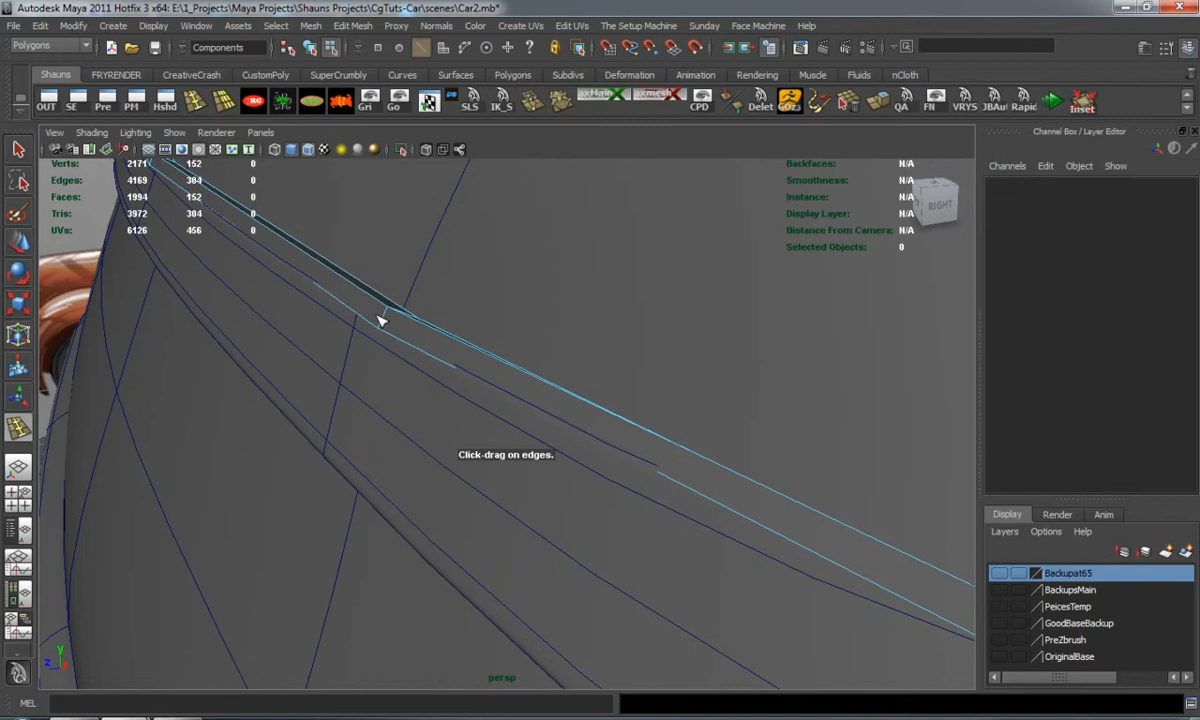 Autodesk Maya 2011 Hotfix 3 x64: E:\1_Projects\Maya Projects\Shauns Projects\CgTuts-Car\scenes\Car2.mb*
File Edit Modify Create Display Window Assets Select Mesh Edit Mesh Proxy Normals Color Create UVs Edit UVs The Setup Machine Sunday Face Machine Help
Polygons Components
Shauns FRYRENDER CreativeCrash CustomPoly SuperCrumbly Curves Surfaces Polygons Subdivs Deformation Animation Rendering Muscle Fluids nCloth
OUT SE Pre PM Hshd HG Gri Go SLS IK_S axMain axmesh CPD Delet GOz QA FN VRYS JBAu Rapic Inset
View Shading Lighting Show Renderer Panels
Channel Box / Layer Editor
Channels Edit Object Show
Verts: 2171 152 0
Edges: 4169 304 0
Faces: 1994 152 0
Tris: 3972 304 0
UVs: 6126 456 0
Backfaces: N/A
Smoothness: N/A
Instance: N/A
Display Layer: N/A
Distance From Camera: N/A
Selected Objects: 0
RIGHT
Click-drag on edges.
Display Render Anim
Layers Options Help
Backupat65
BackupsMain
PeicesTemp
GoodBaseBackup
PreZbrush
OriginalBase
y
z x
persp
MEL